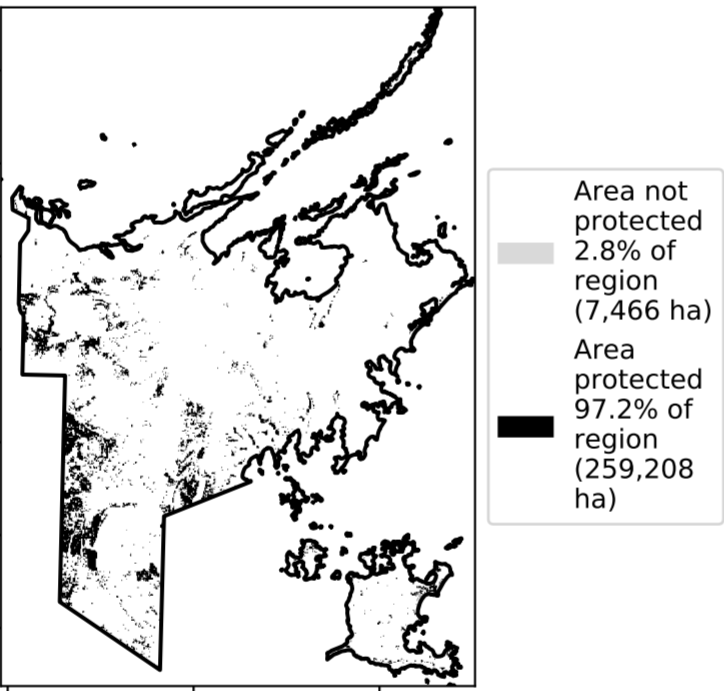 Area not
protected
2.8% of
region
(7,466 ha)
Area
protected
97.2% of
region
(259,208
ha)